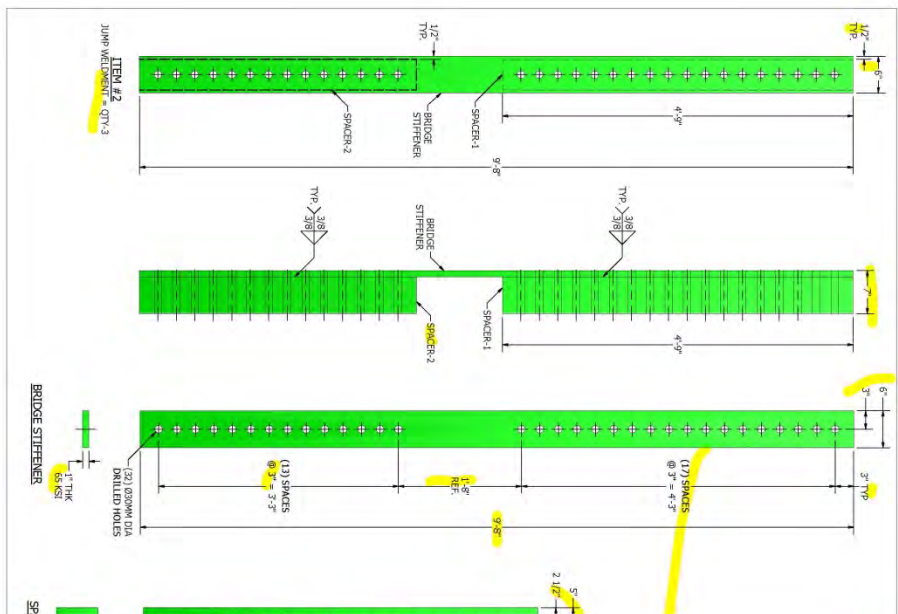 1/2"
TYP.
6"
1/2"
TYP.
4'-9"
SPACER-1
BRIDGE
STIFFENER
SPACER-2
9'-8"
ITEM #2
JUMP WELDMENT = QTY-3
7"
TYP.
3/8
3/8
TYP.
3/8
3/8
BRIDGE
STIFFENER
4'-9"
SPACER-1
SPACER-2
6"
3"
3" TYP
(17) SPACES
@ 3" = 4'-3"
1'-8"
REF.
(13) SPACES
@ 3" = 3'-3"
9'-8"
(32) Ø30MM DIA
DRILLED HOLES
1" THK
65 KSI
BRIDGE STIFFENER
5"
2 1/2"
SP